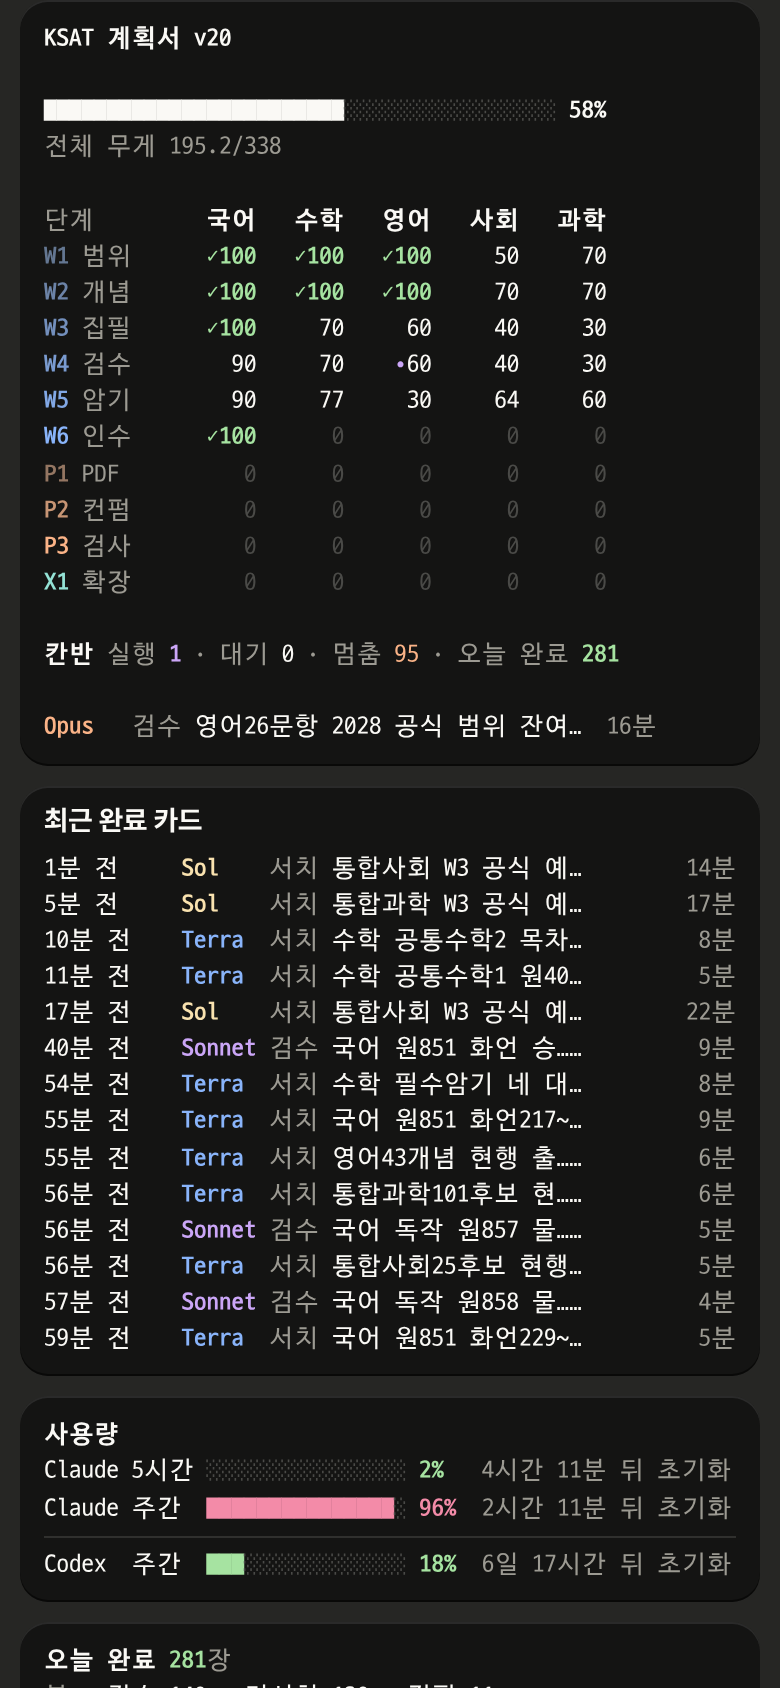 KSAT 계획서 v20
58%
전체 무게 195.2/338
단계 국어 수학 영어 사회 과학
W1 범위 ✓100 ✓100 ✓100 50 70
W2 개념 ✓100 ✓100 ✓100 70 70
W3 집필 ✓100 70 60 40 30
W4 검수 90 70 •60 40 30
W5 암기 90 77 30 64 60
W6 인수 ✓100 0 0 0 0
P1 PDF 0 0 0 0 0
P2 컨펌 0 0 0 0 0
P3 검사 0 0 0 0 0
X1 확장 0 0 0 0 0
칸반 실행 1 · 대기 0 · 멈춤 95 · 오늘 완료 281
Opus 검수 영어26문항 2028 공식 범위 잔여… 16분
최근 완료 카드
1분 전 Sol 서치 통합사회 W3 공식 예… 14분
5분 전 Sol 서치 통합과학 W3 공식 예… 17분
10분 전 Terra 서치 수학 공통수학2 목차… 8분
11분 전 Terra 서치 수학 공통수학1 원40… 5분
17분 전 Sol 서치 통합사회 W3 공식 예… 22분
40분 전 Sonnet 검수 국어 원851 화언 승…… 9분
54분 전 Terra 서치 수학 필수암기 네 대… 8분
55분 전 Terra 서치 국어 원851 화언217~… 9분
55분 전 Terra 서치 영어43개념 현행 출…… 6분
56분 전 Terra 서치 통합과학101후보 현…… 6분
56분 전 Sonnet 검수 국어 독작 원857 물…… 5분
56분 전 Terra 서치 통합사회25후보 현행… 5분
57분 전 Sonnet 검수 국어 독작 원858 물…… 4분
59분 전 Terra 서치 국어 원851 화언229~… 5분
사용량
Claude 5시간 2% 4시간 11분 뒤 초기화
Claude 주간 96% 2시간 11분 뒤 초기화
Codex 주간 18% 6일 17시간 뒤 초기화
오늘 완료 281장